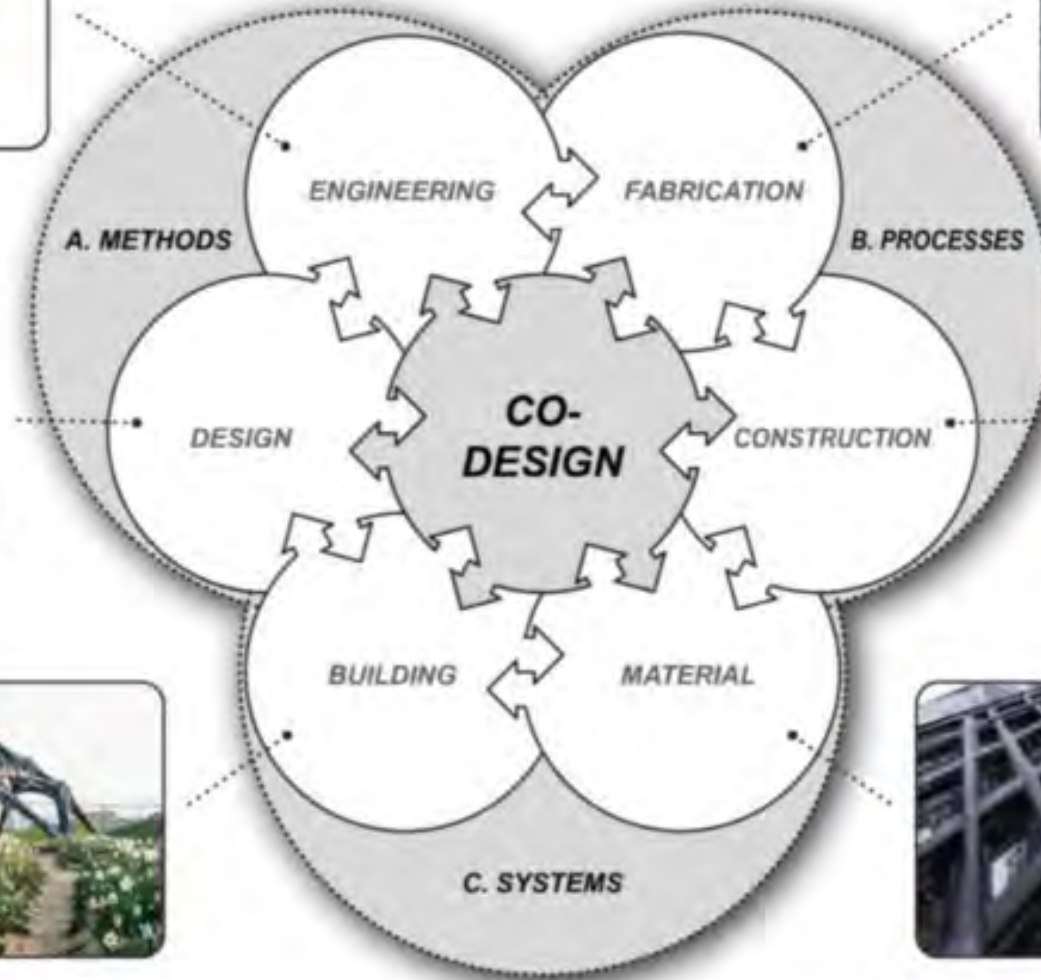 ENGINEERING
FABRICATION
A. METHODS
B. PROCESSES
CO-
DESIGN
DESIGN
CONSTRUCTION
BUILDING
MATERIAL
C. SYSTEMS